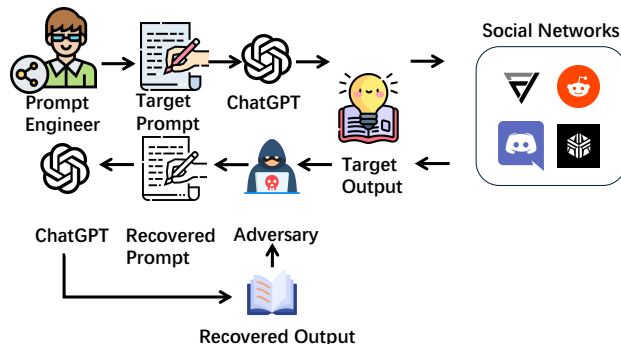 Social Networks
Prompt
Engineer
Target
Prompt
ChatGPT
Target
Output
ChatGPT
Recovered
Prompt
Adversary
Recovered Output